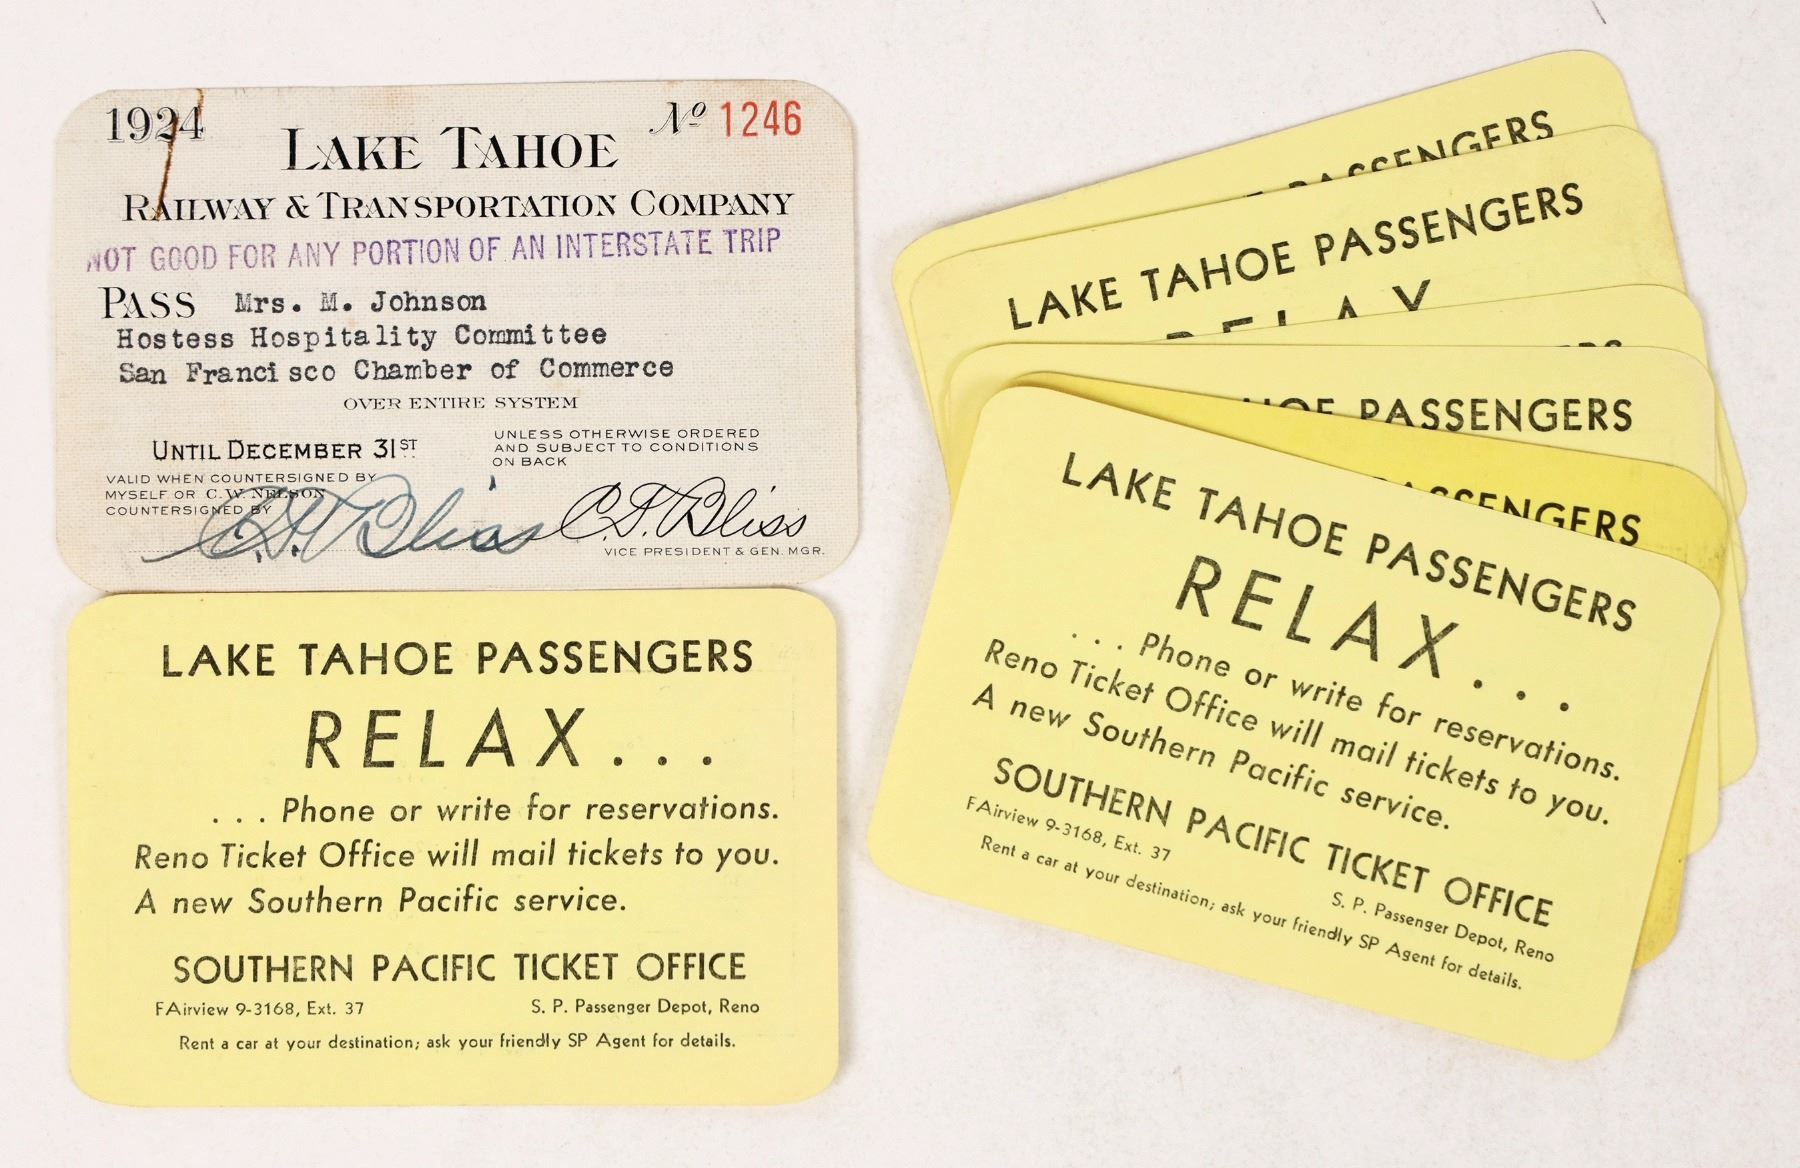 1924
Nº 1246
LAKE TAHOE
RAILWAY & TRANSPORTATION COMPANY
NOT GOOD FOR ANY PORTION OF AN INTERSTATE TRIP
PASS Mrs. M. Johnson
Hostess Hospitality Committee
San Franci sco Chamber of Commerce
OVER ENTIRE SYSTEM
UNTIL DECEMBER 31ST
UNLESS OTHERWISE ORDERED
AND SUBJECT TO CONDITIONS
ON BACK
VALID WHEN COUNTERSIGNED BY
MYSELF OR C. W. NELSON
COUNTERSIGNED BY
C. T. Bliss
C. T. Bliss
VICE PRESIDENT & GEN. MGR.
LAKE TAHOE PASSENGERS
RELAX...
...Phone or write for reservations.
Reno Ticket Office will mail tickets to you.
A new Southern Pacific service.
SOUTHERN PACIFIC TICKET OFFICE
FAirview 9-3168, Ext. 37
S. P. Passenger Depot, Reno
Rent a car at your destination; ask your friendly SP Agent for details.
PASSENGERS
LAKE TAHOE PASSENGERS
RELAX
PASSENGERS
PASSENGERS
LAKE TAHOE PASSENGERS
RELAX...
...Phone or write for reservations.
Reno Ticket Office will mail tickets to you.
A new Southern Pacific service.
SOUTHERN PACIFIC TICKET OFFICE
FAirview 9-3168, Ext. 37
S. P. Passenger Depot, Reno
Rent a car at your destination; ask your friendly SP Agent for details.